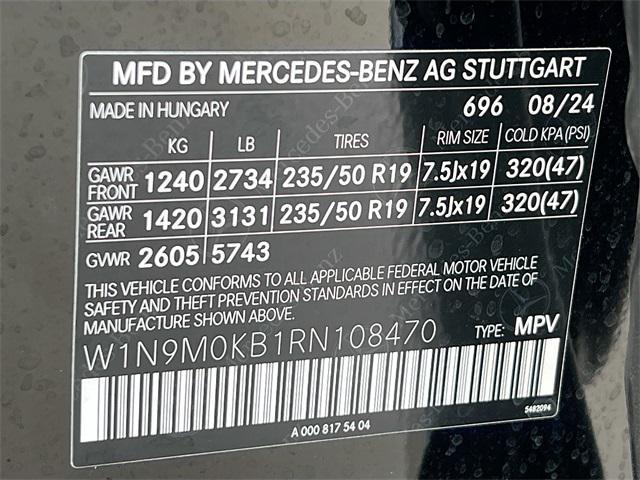 MFD BY MERCEDES-BENZ AG STUTTGART
MADE IN HUNGARY 696 08/24
KG LB TIRES RIM SIZE COLD KPA (PSI)
GAWR FRONT 1240 2734 235/50 R19 7.5Jx19 320(47)
GAWR REAR 1420 3131 235/50 R19 7.5Jx19 320(47)
GVWR 2605 5743
THIS VEHICLE CONFORMS TO ALL APPLICABLE FEDERAL MOTOR VEHICLE
SAFETY AND THEFT PREVENTION STANDARDS IN EFFECT ON THE DATE OF
MANUFACTURE SHOWN ABOVE.
W1N9M0KB1RN108470 TYPE: MPV
5482094
A 000 817 54 04